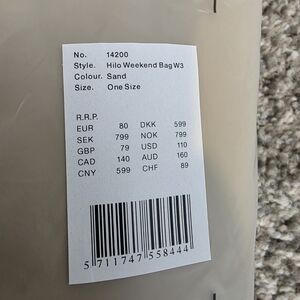 No. 14200
Style. Hilo Weekend Bag W3
Colour. Sand
Size. One Size
R.R.P.
EUR 80 DKK 599
SEK 799 NOK 799
GBP 79 USD 110
CAD 140 AUD 160
CNY 599 CHF 89
5 711747 558444